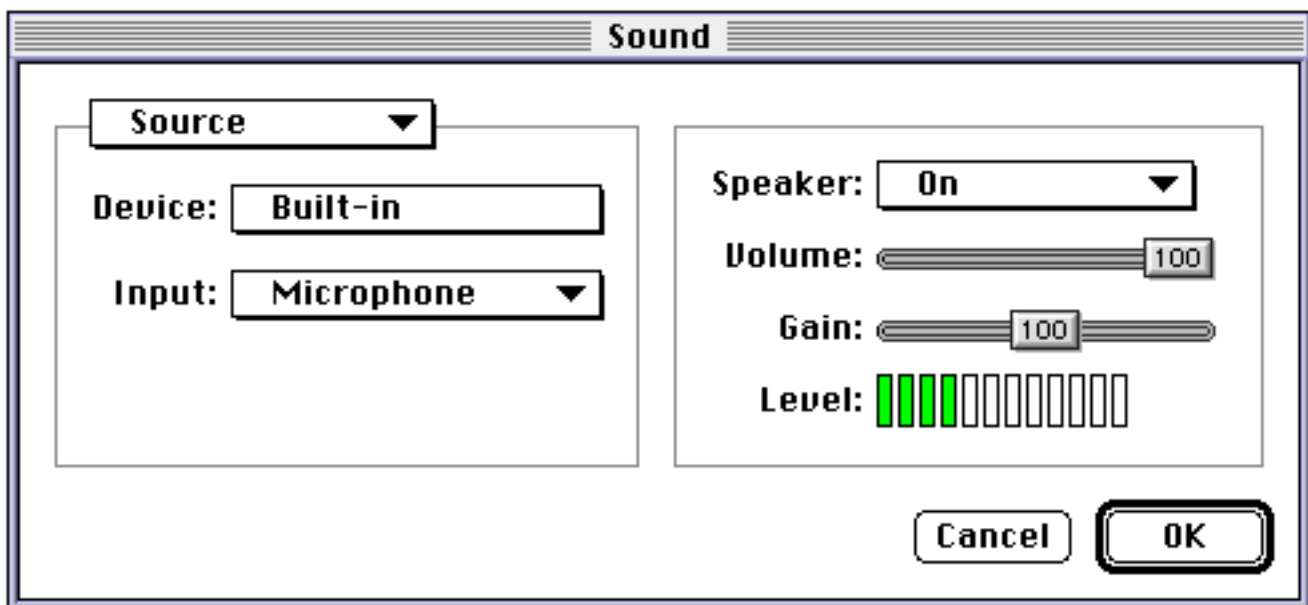 Sound
Source
Device: Built-in
Input: Microphone
Speaker: On
Volume: 100
Gain: 100
Level:
Cancel
OK